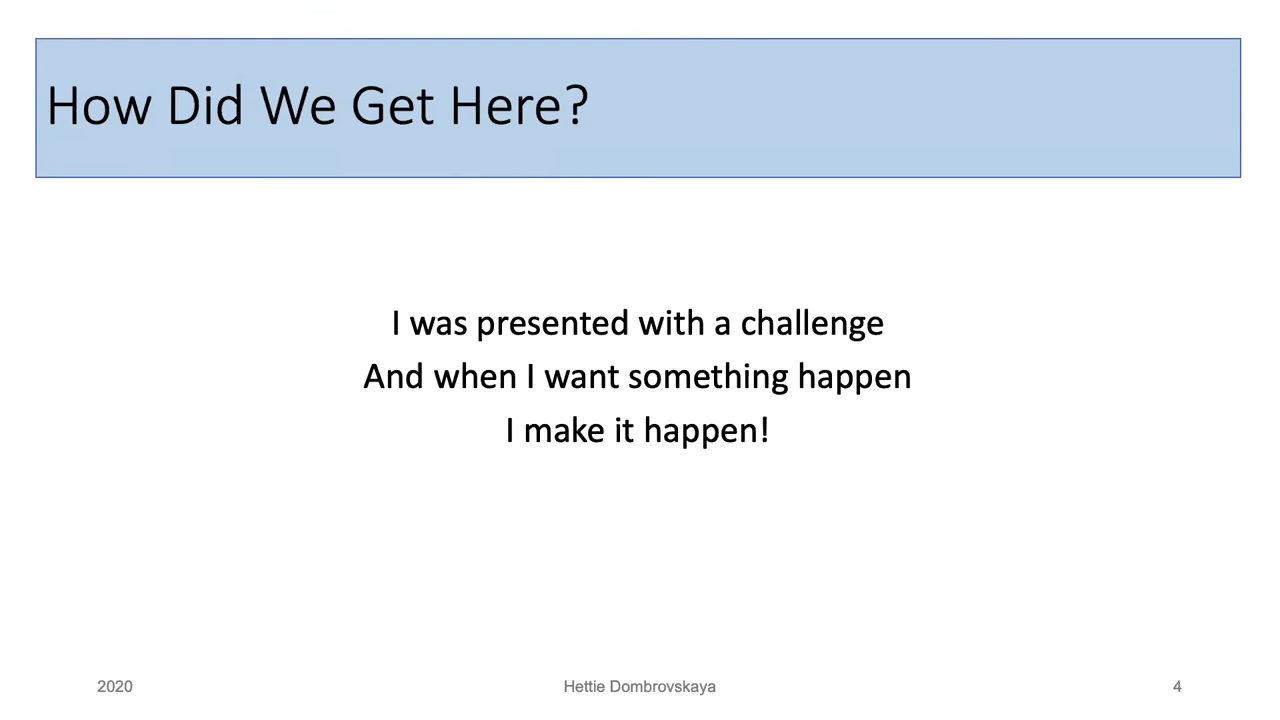 How Did We Get Here?
I was presented with a challenge
And when I want something happen
I make it happen!
2020
Hettie Dombrovskaya
4